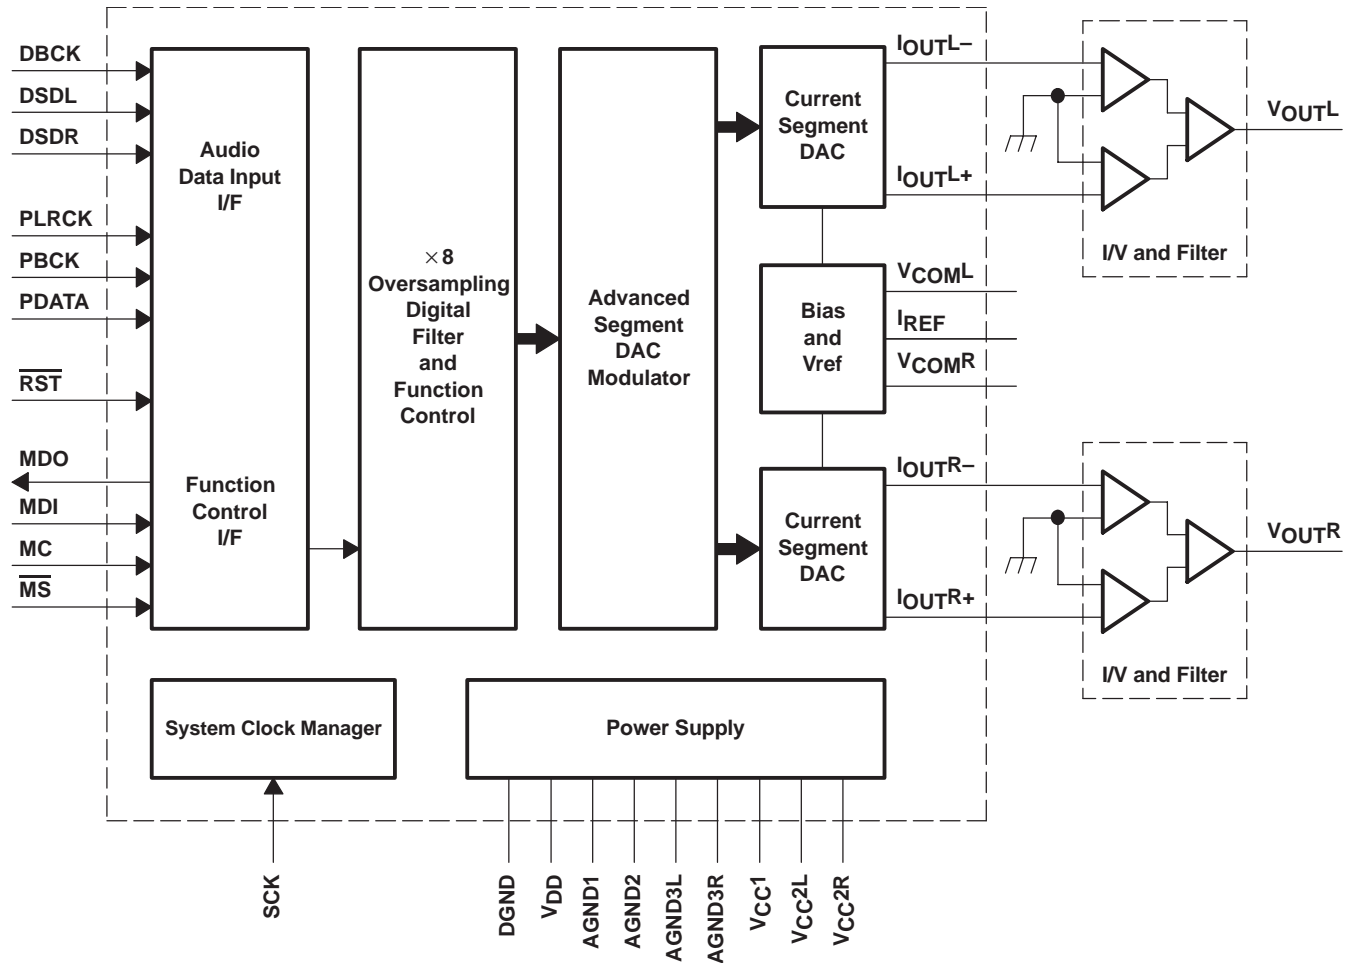 DBCK
DSDL
DSDR
PLRCK
PBCK
PDATA
RST
MDO
MDI
MC
MS
Audio
Data Input
I/F
Function
Control
I/F
×8
Oversampling
Digital
Filter
and
Function
Control
Advanced
Segment
DAC
Modulator
Current
Segment
DAC
Bias
and
Vref
Current
Segment
DAC
IOUTL–
IOUTL+
VCOML
IREF
VCOMR
IOUTR–
IOUTR+
I/V and Filter
VOUTL
I/V and Filter
VOUTR
System Clock Manager
Power Supply
SCK
DGND
VDD
AGND1
AGND2
AGND3L
AGND3R
VCC1
VCC2L
VCC2R